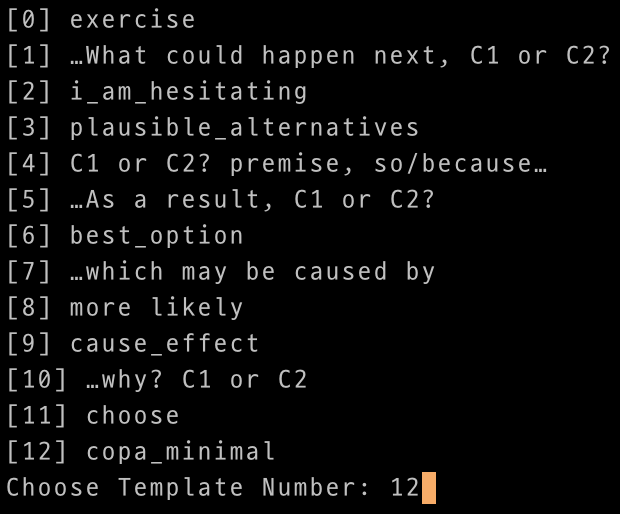 [0] exercise
[1] …What could happen next, C1 or C2?
[2] i_am_hesitating
[3] plausible_alternatives
[4] C1 or C2? premise, so/because…
[5] …As a result, C1 or C2?
[6] best_option
[7] …which may be caused by
[8] more likely
[9] cause_effect
[10] …why? C1 or C2
[11] choose
[12] copa_minimal
Choose Template Number: 12